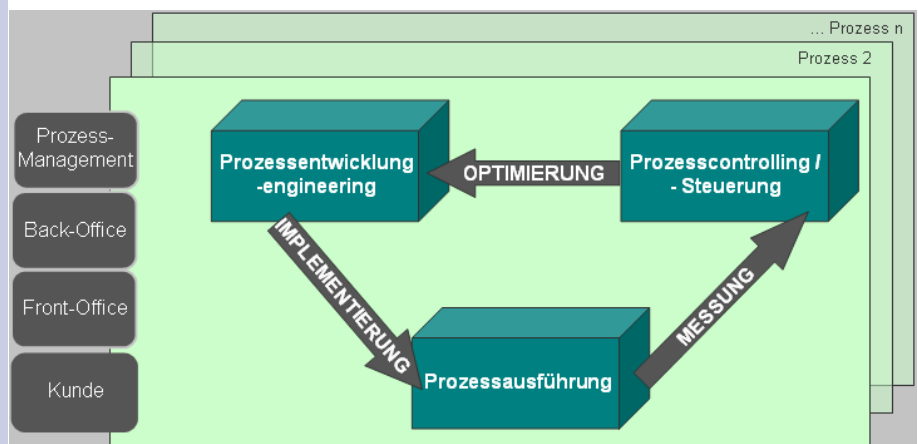 ... Prozess n
Prozess 2
Prozess-
Management
Back-Office
Front-Office
Kunde
Prozessentwicklung
-engineering
OPTIMIERUNG
Prozesscontrolling /
- Steuerung
IMPLEMENTIERUNG
MESSUNG
Prozessausführung